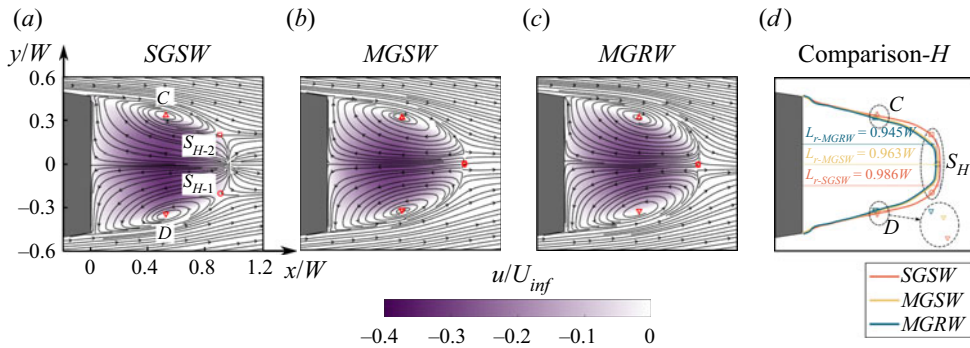 (a) (b) (c) (d)
y/W SGSW MGSW MGRW Comparison-H
0.6
0.3
0
–0.3
–0.6
C
S_{H-2}
S_{H-1}
D
0 0.4 0.8 1.2
x/W
C
L_{r-MGRW} = 0.945W
L_{r-MGSW} = 0.963W
L_{r-SGSW} = 0.986W
S_H
D
u/U_{inf}
–0.4 –0.3 –0.2 –0.1 0
SGSW
MGSW
MGRW